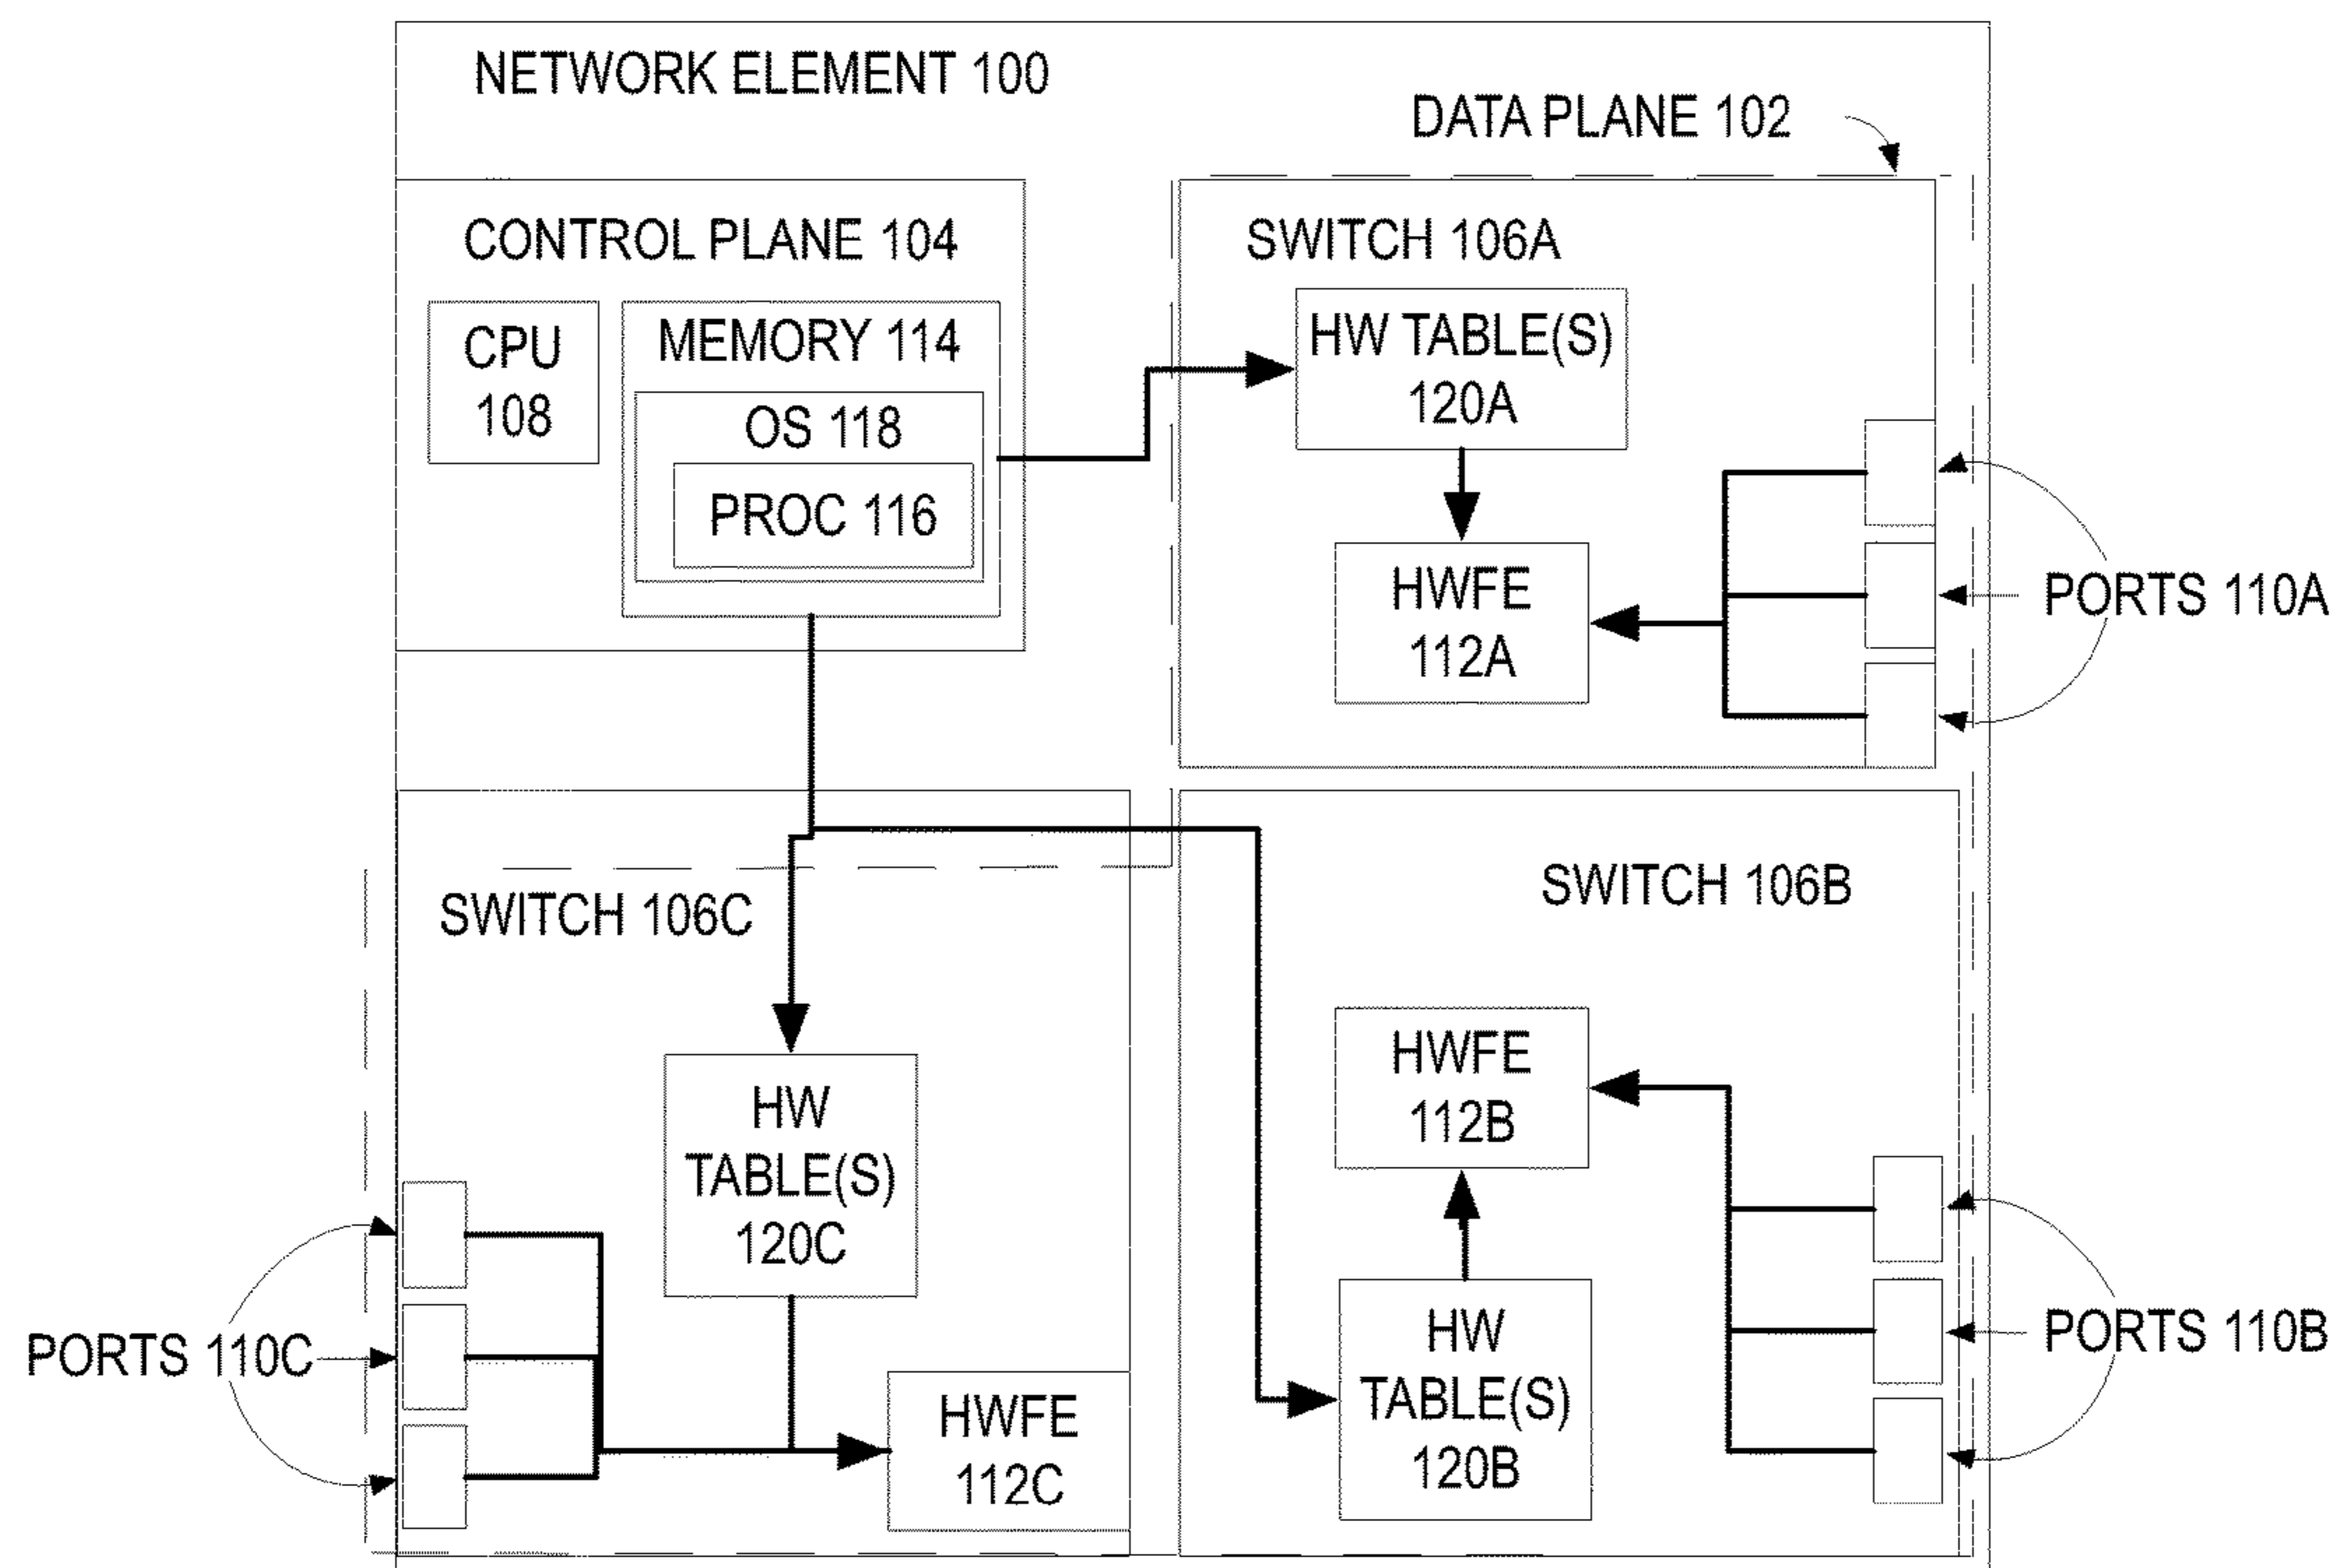 NETWORK ELEMENT 100
DATA PLANE 102
CONTROL PLANE 104
CPU
108
MEMORY 114
OS 118
PROC 116
SWITCH 106A
HW TABLE(S)
120A
HWFE
112A
PORTS 110A
SWITCH 106C
HW
TABLE(S)
120C
PORTS 110C
HWFE
112C
SWITCH 106B
HWFE
112B
HW
TABLE(S)
120B
PORTS 110B